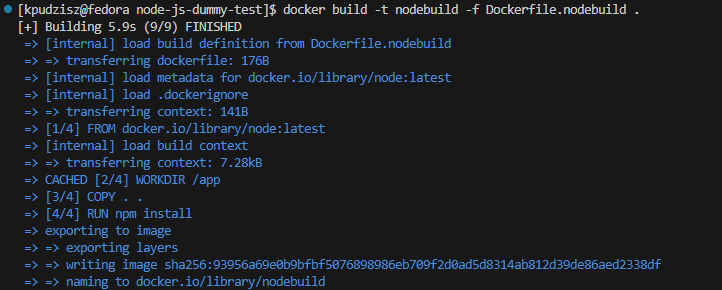 [kpudzisz@fedora node-js-dummy-test]$ docker build -t nodebuild -f Dockerfile.nodebuild .
[+] Building 5.9s (9/9) FINISHED
=> [internal] load build definition from Dockerfile.nodebuild
=> => transferring dockerfile: 176B
=> [internal] load metadata for docker.io/library/node:latest
=> [internal] load .dockerignore
=> => transferring context: 141B
=> [1/4] FROM docker.io/library/node:latest
=> [internal] load build context
=> => transferring context: 7.28kB
=> CACHED [2/4] WORKDIR /app
=> [3/4] COPY . .
=> [4/4] RUN npm install
=> exporting to image
=> => exporting layers
=> => writing image sha256:93956a69e0b9bfbf5076898986eb709f2d0ad5d8314ab812d39de86aed2338df
=> => naming to docker.io/library/nodebuild